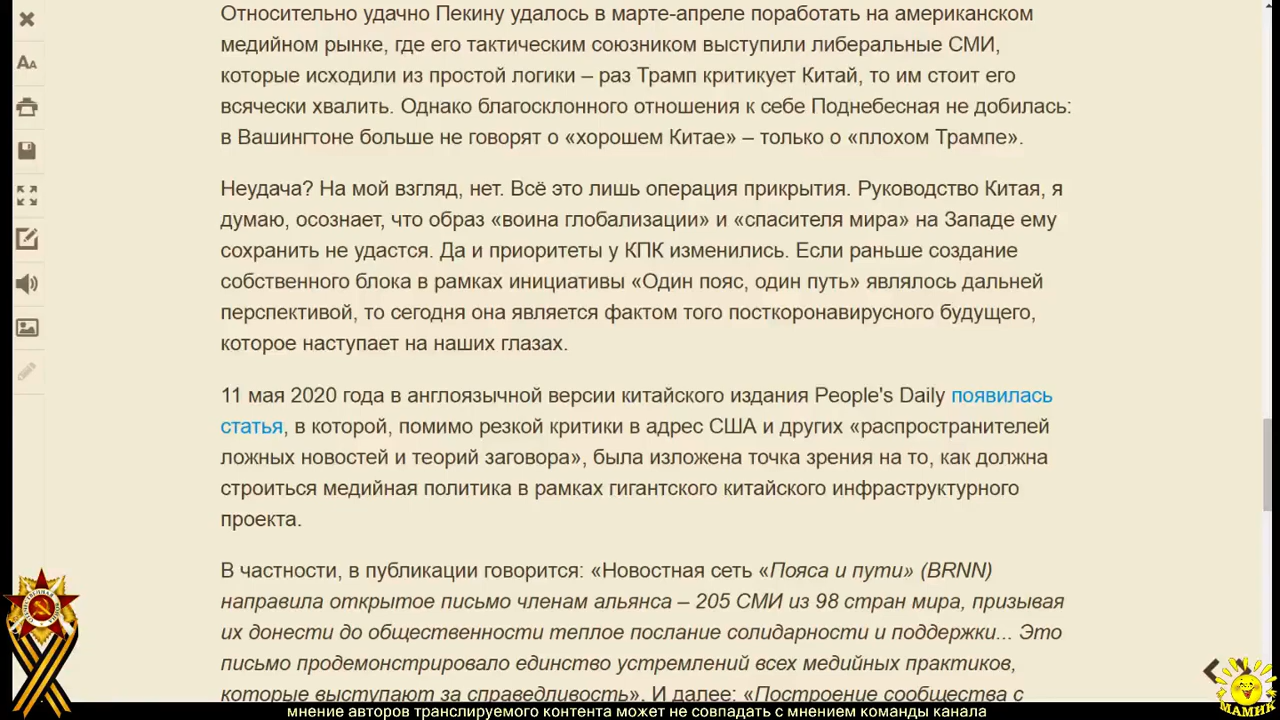 Относительно удачно Пекину удалось в марте-апреле поработать на американском
медийном рынке, где его тактическим союзником выступили либеральные СМИ,
которые исходили из простой логики – раз Трамп критикует Китай, то им стоит его
всячески хвалить. Однако благосклонного отношения к себе Поднебесная не добилась:
в Вашингтоне больше не говорят о «хорошем Китае» – только о «плохом Трампе».
Неудача? На мой взгляд, нет. Всё это лишь операция прикрытия. Руководство Китая, я
думаю, осознает, что образ «воина глобализации» и «спасителя мира» на Западе ему
сохранить не удастся. Да и приоритеты у КПК изменились. Если раньше создание
собственного блока в рамках инициативы «Один пояс, один путь» являлось дальней
перспективой, то сегодня она является фактом того посткоронавирусного будущего,
которое наступает на наших глазах.
11 мая 2020 года в англоязычной версии китайского издания People's Daily появилась
статья, в которой, помимо резкой критики в адрес США и других «распространителей
ложных новостей и теорий заговора», была изложена точка зрения на то, как должна
строиться медийная политика в рамках гигантского китайского инфраструктурного
проекта.
В частности, в публикации говорится: «Новостная сеть «Пояса и пути» (BRNN)
направила открытое письмо членам альянса – 205 СМИ из 98 стран мира, призывая
их донести до общественности теплое послание солидарности и поддержки... Это
письмо продемонстрировало единство устремлений всех медийных практиков,
которые выступают за справедливость». И далее: «Построение сообщества с
МАМИК
мнение авторов транслируемого контента может не совпадать с мнением команды канала